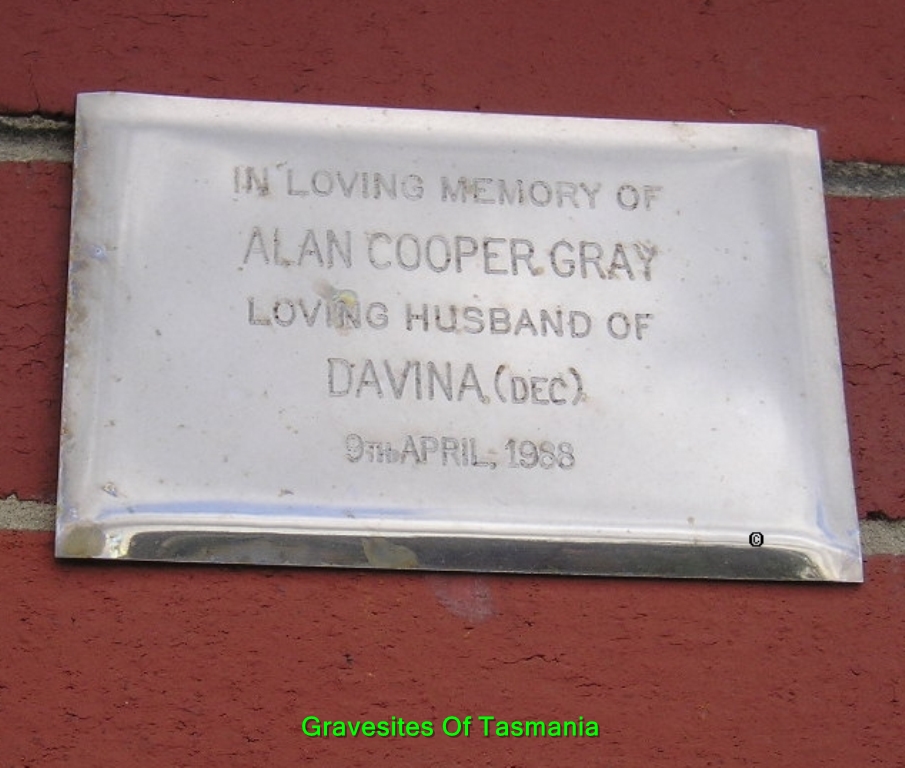 IN LOVING MEMORY OF
ALAN COOPER GRAY
LOVING HUSBAND OF
DAVINA (DEC)
9TH APRIL, 1988
©
Gravesites Of Tasmania